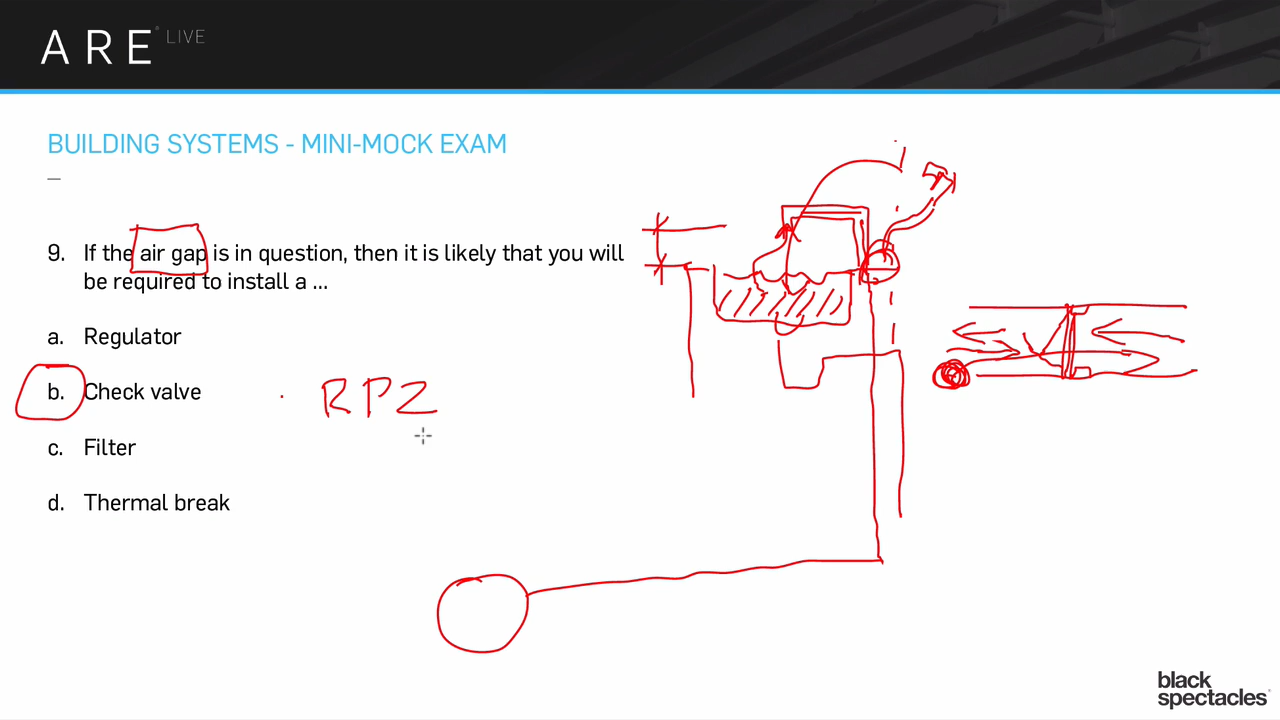 ARE® LIVE
BUILDING SYSTEMS - MINI-MOCK EXAM
9. If the air gap is in question, then it is likely that you will
be required to install a ...
a. Regulator
b. Check valve
RPZ
c. Filter
d. Thermal break
black
spectacles